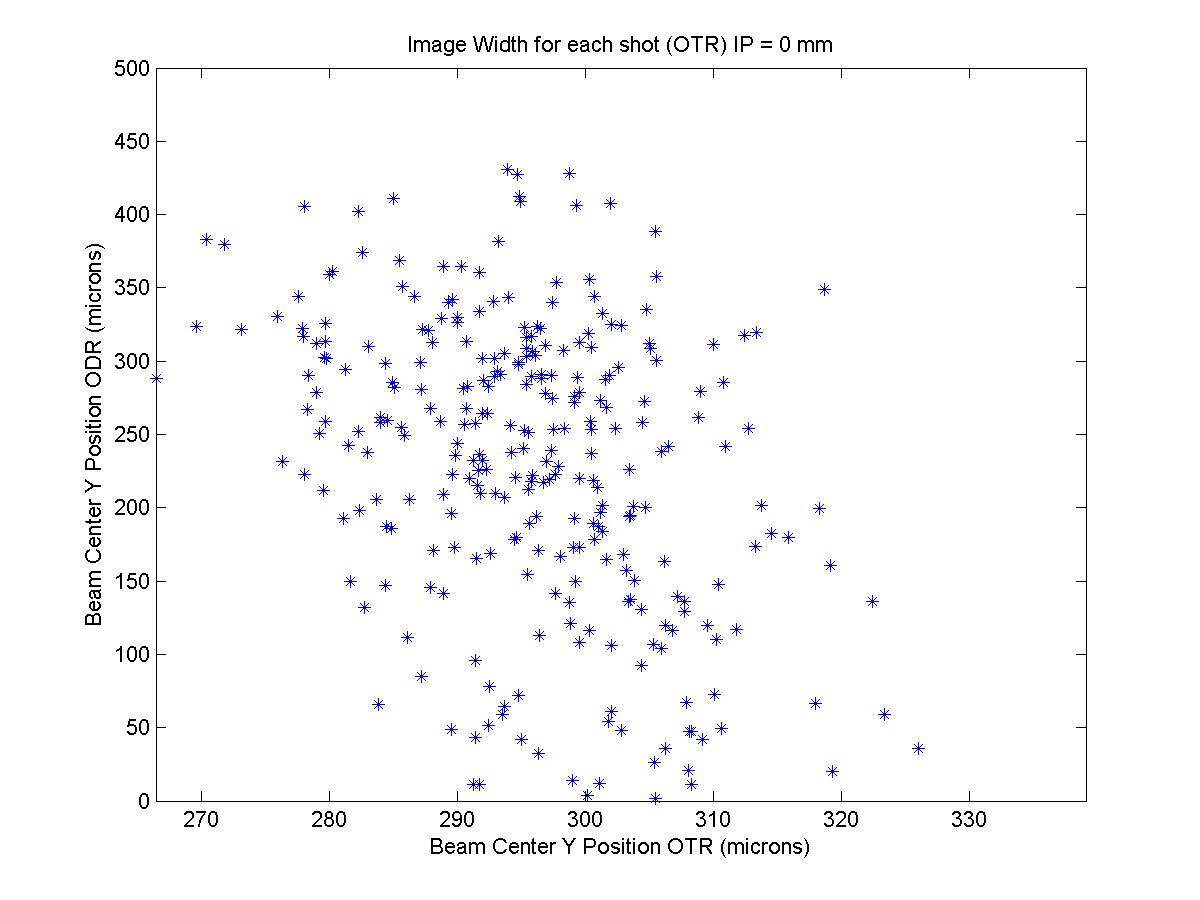 Image Width for each shot (OTR) IP = 0 mm
500
450
400
350
300
250
200
150
100
50
0
Beam Center Y Position ODR (microns)
270 280 290 300 310 320 330
Beam Center Y Position OTR (microns)